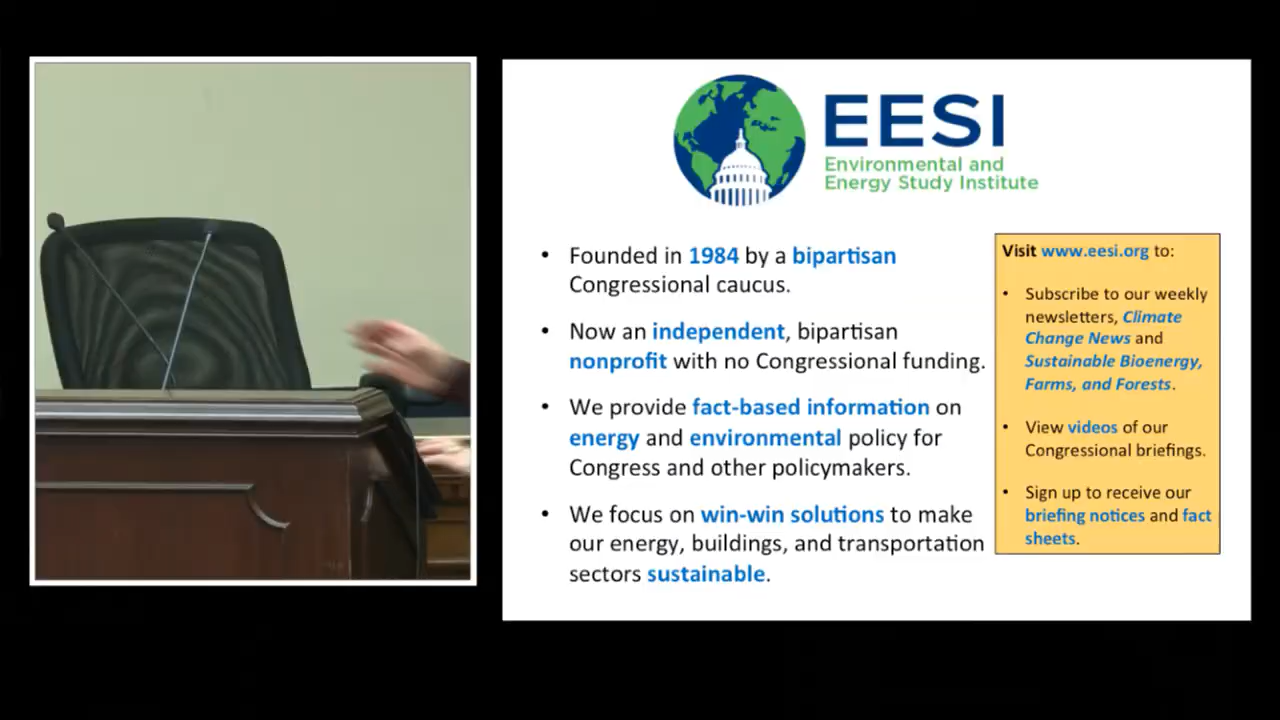 EESI
Environmental and
Energy Study Institute
• Founded in 1984 by a bipartisan
Congressional caucus.
• Now an independent, bipartisan
nonprofit with no Congressional funding.
• We provide fact-based information on
energy and environmental policy for
Congress and other policymakers.
• We focus on win-win solutions to make
our energy, buildings, and transportation
sectors sustainable.
Visit www.eesi.org to:
• Subscribe to our weekly
newsletters, Climate
Change News and
Sustainable Bioenergy,
Farms, and Forests.
• View videos of our
Congressional briefings.
• Sign up to receive our
briefing notices and fact
sheets.